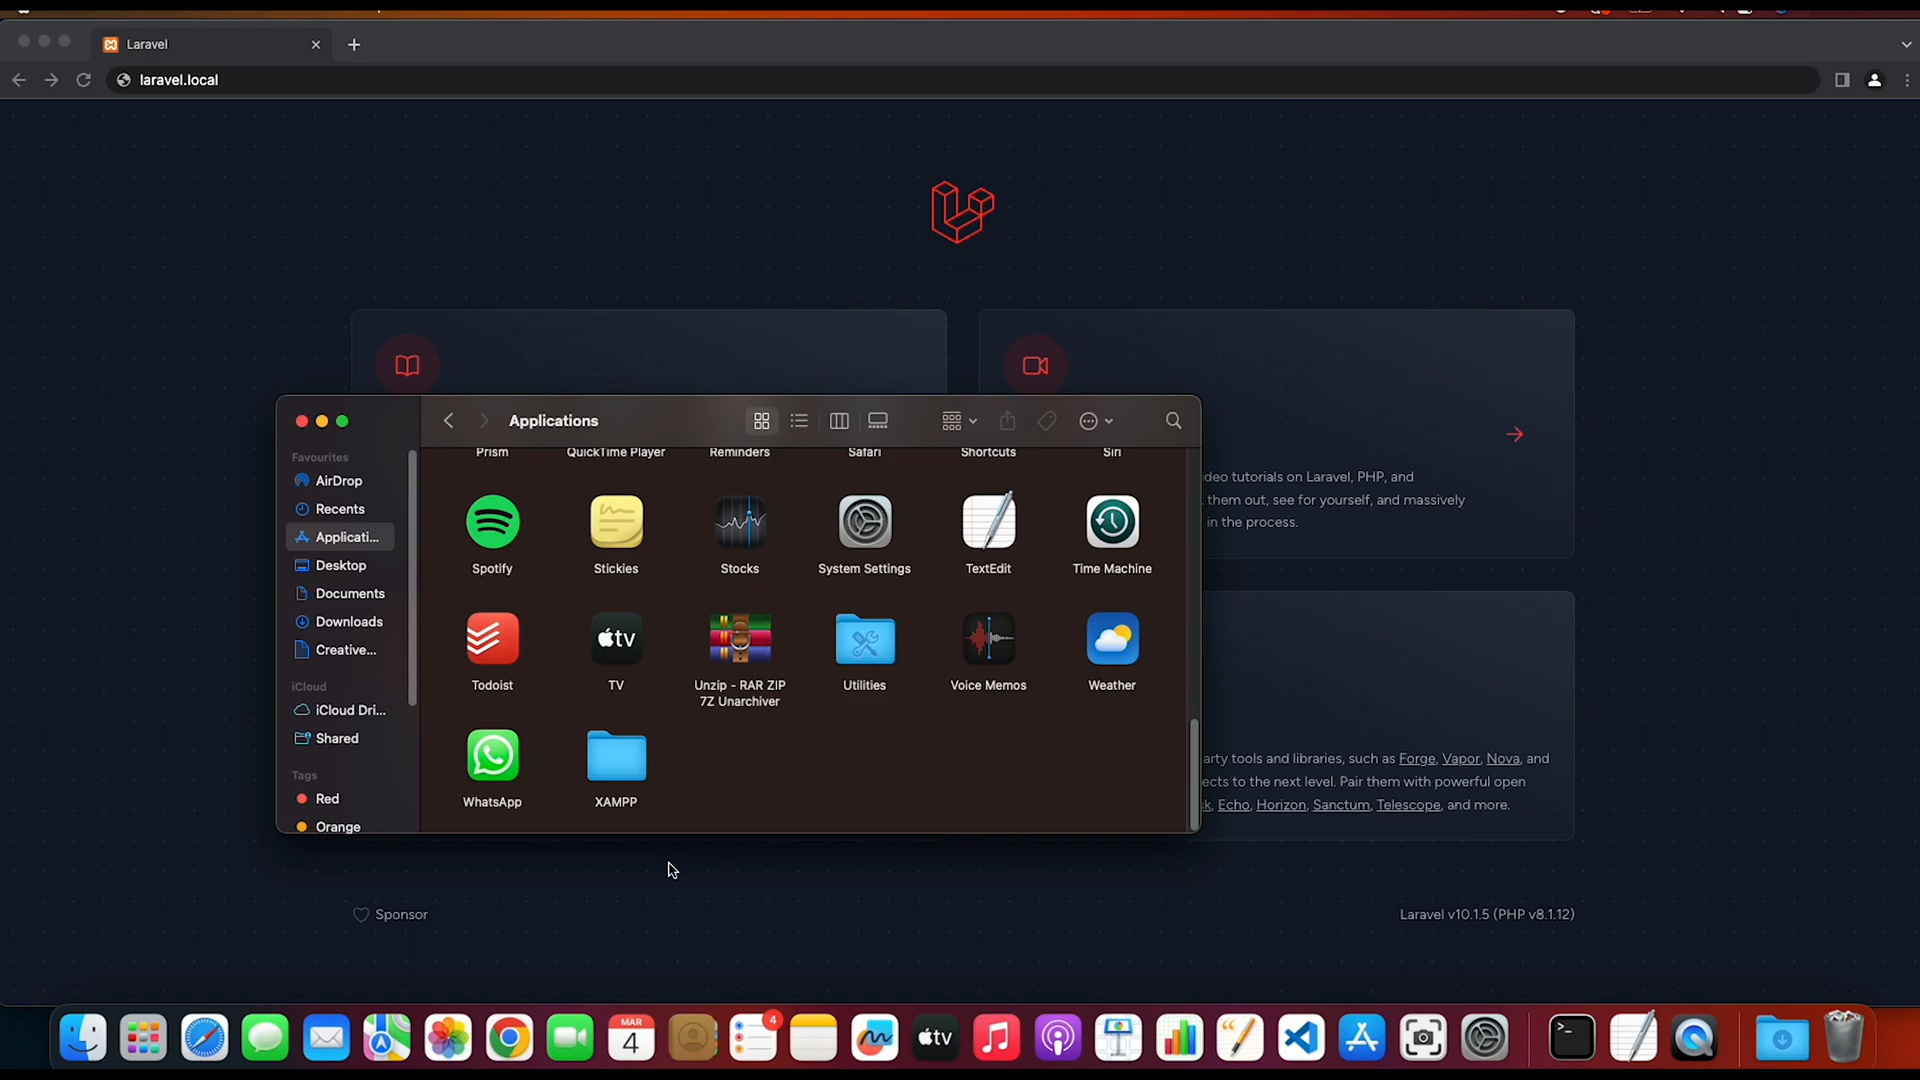 Laravel
laravel.local
Applications
Favourites
AirDrop
Recents
Applicati...
Desktop
Documents
Downloads
Creative...
iCloud
iCloud Dri...
Shared
Tags
Red
Orange
Prism
QuickTime Player
Reminders
Safari
Shortcuts
Siri
Spotify
Stickies
Stocks
System Settings
TextEdit
Time Machine
Todoist
tv
TV
Unzip - RAR ZIP
7Z Unarchiver
Utilities
Voice Memos
Weather
WhatsApp
XAMPP
deo tutorials on Laravel, PHP, and
them out, see for yourself, and massively
in the process.
arty tools and libraries, such as Forge, Vapor, Nova, and
ects to the next level. Pair them with powerful open
k, Echo, Horizon, Sanctum, Telescope, and more.
Sponsor
Laravel v10.1.5 (PHP v8.1.12)
MAR
4
4
tv